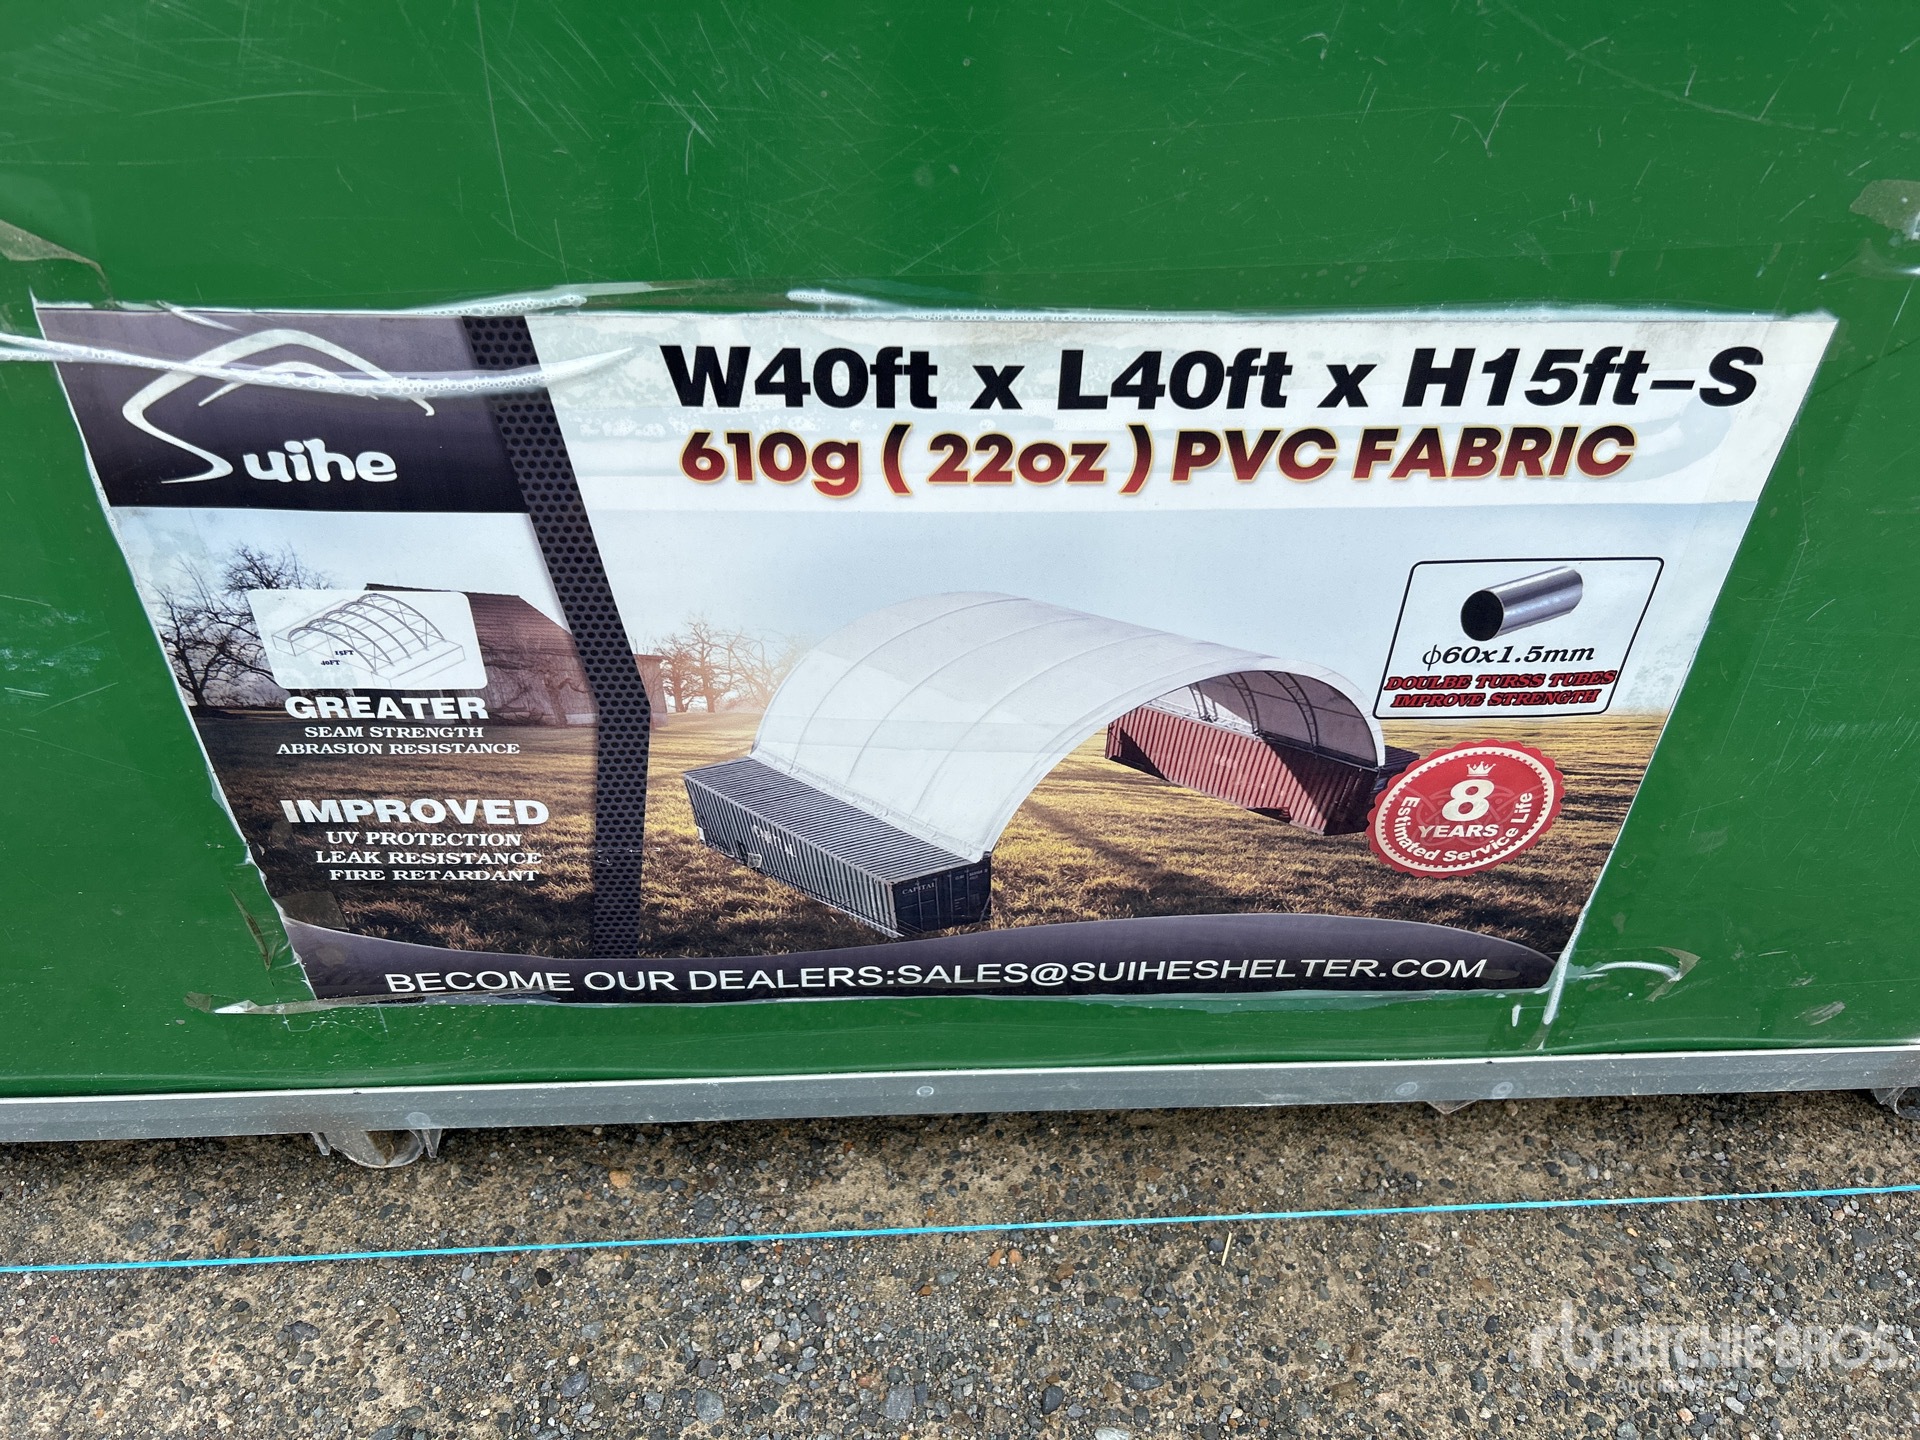 Suihe
W40ft x L40ft x H15ft-S
610g ( 22oz ) PVC FABRIC
15FT
40FT
GREATER
SEAM STRENGTH
ABRASION RESISTANCE
IMPROVED
UV PROTECTION
LEAK RESISTANCE
FIRE RETARDANT
CAPITAL
ϕ60x1.5mm
DOULBE TURSS TUBES
IMPROVE STRENGTH
8
YEARS
Estimated Service Life
BECOME OUR DEALERS:SALES@SUIHESHELTER.COM
rb RITCHIE BROS.
Auctioneers